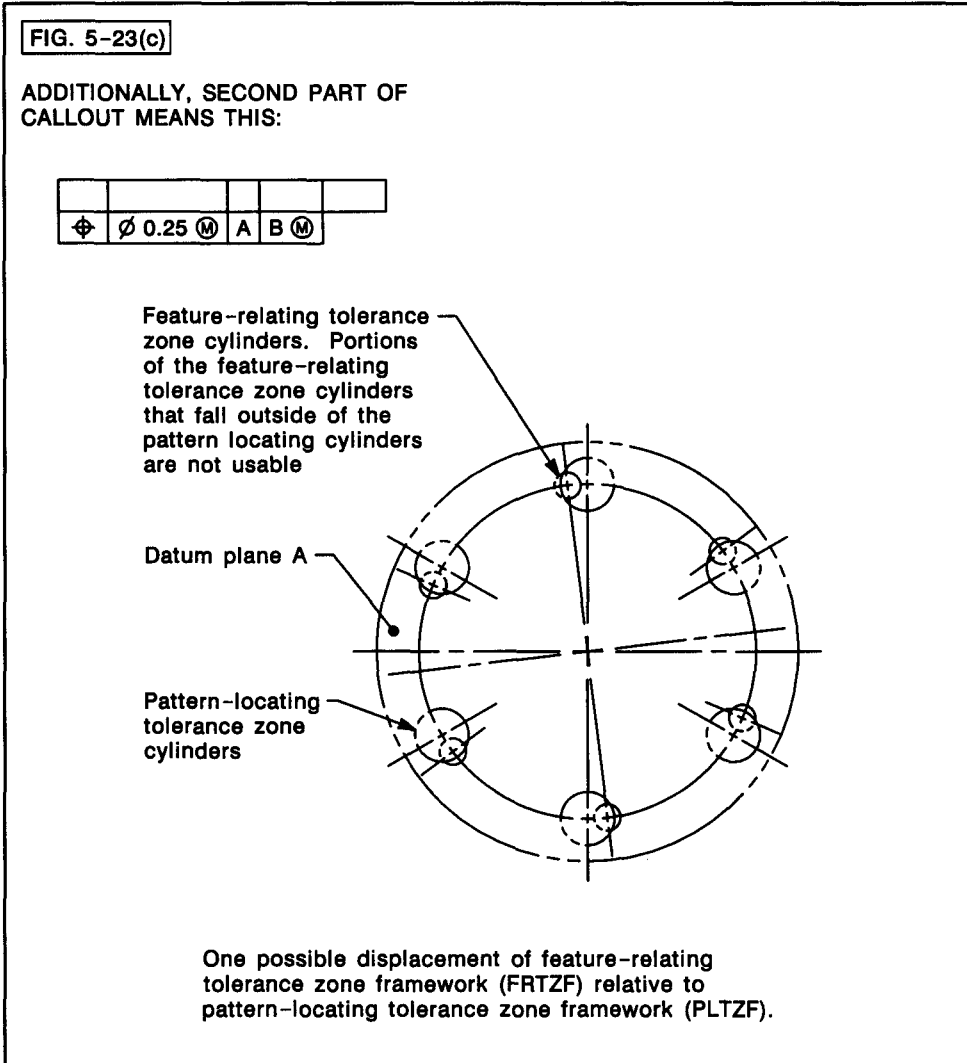 FIG. 5-23(c)
ADDITIONALLY, SECOND PART OF
CALLOUT MEANS THIS:
⌖ Ø 0.25 Ⓜ A B Ⓜ
Feature-relating tolerance
zone cylinders. Portions
of the feature-relating
tolerance zone cylinders
that fall outside of the
pattern locating cylinders
are not usable
Datum plane A
Pattern-locating
tolerance zone
cylinders
One possible displacement of feature-relating
tolerance zone framework (FRTZF) relative to
pattern-locating tolerance zone framework (PLTZF).